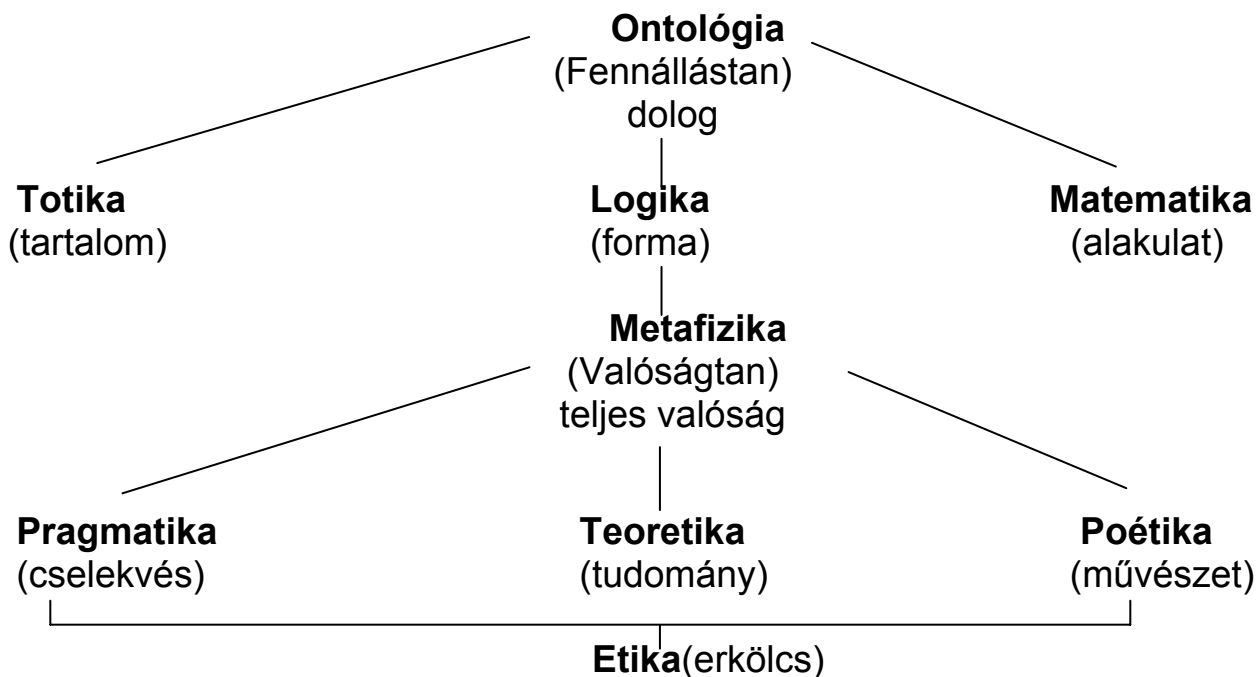 Ontológia
(Fennállástan)
dolog
Totika Logika Matematika
(tartalom) (forma) (alakulat)
Metafizika
(Valóságtan)
teljes valóság
Pragmatika Teoretika Poétika
(cselekvés) (tudomány) (művészet)
Etika(erkölcs)